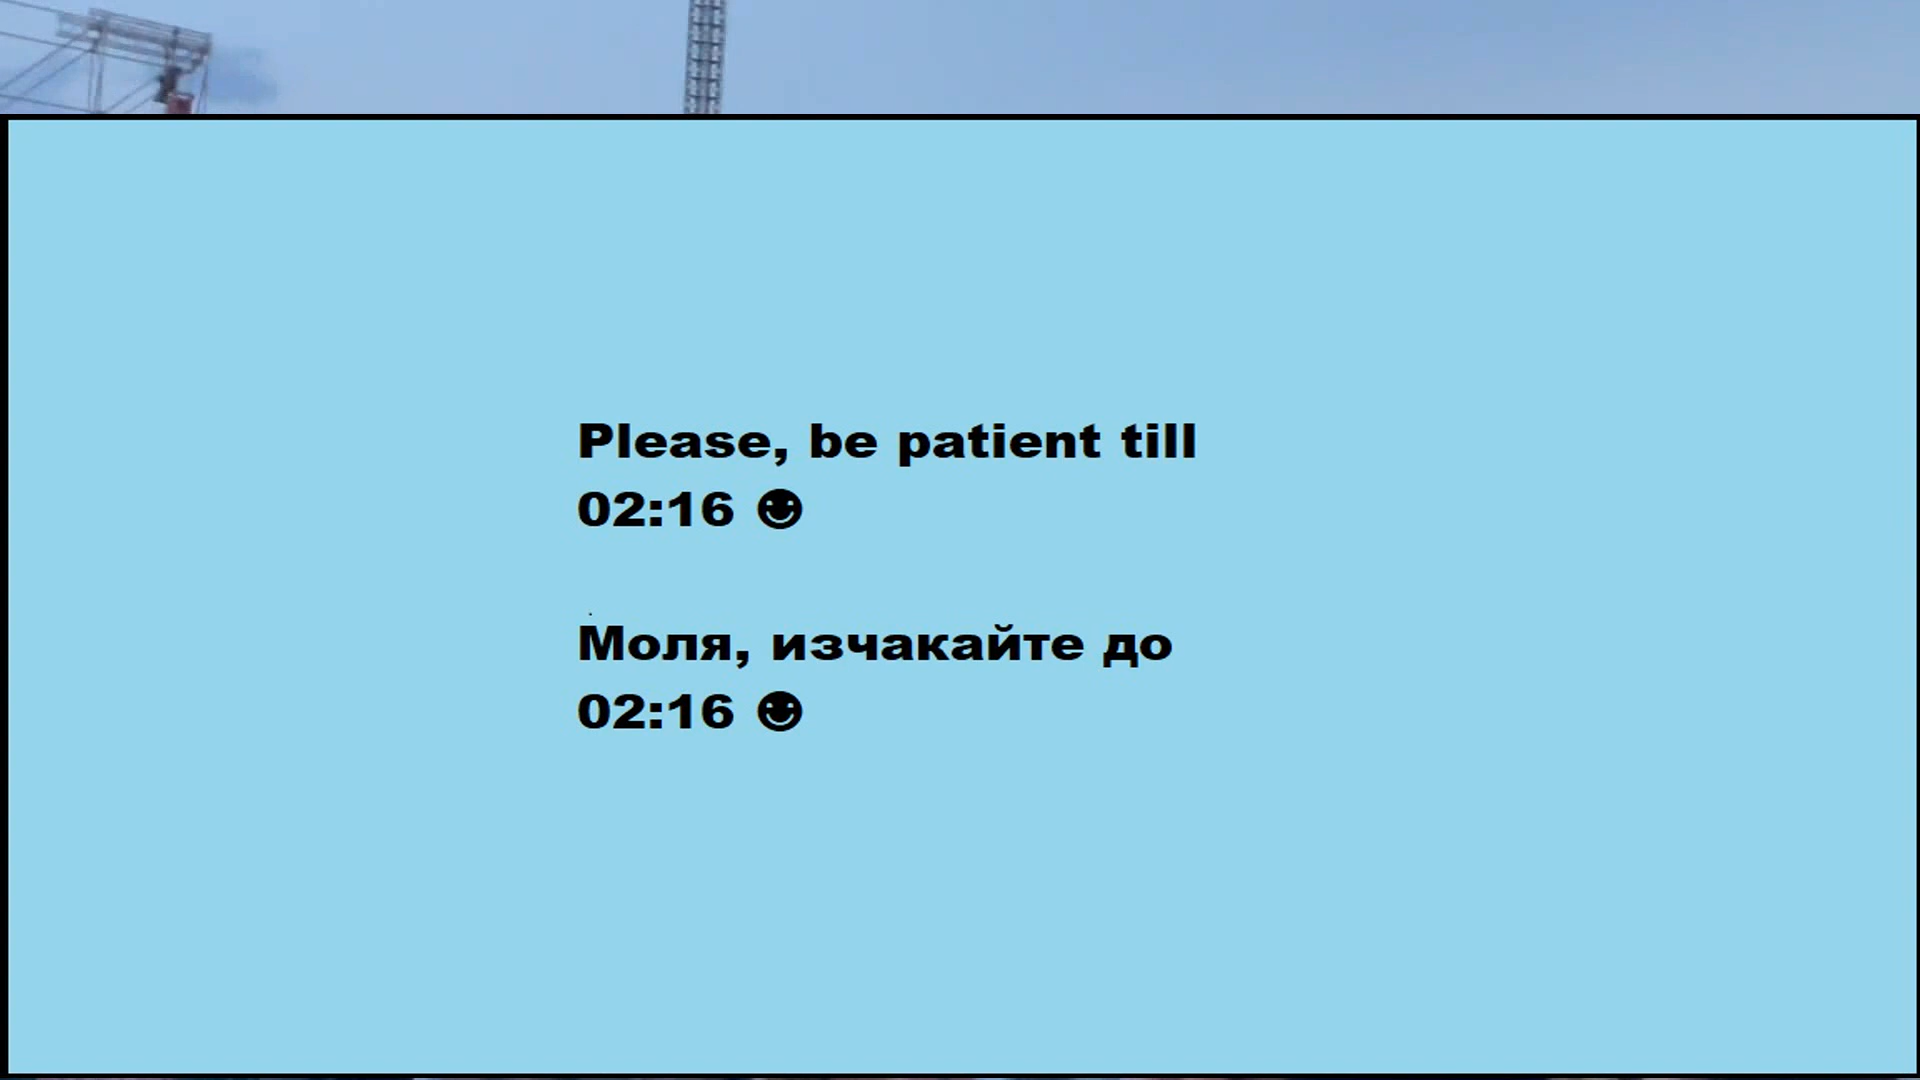 Please, be patient till
02:16 ☻
Моля, изчакайте до
02:16 ☻